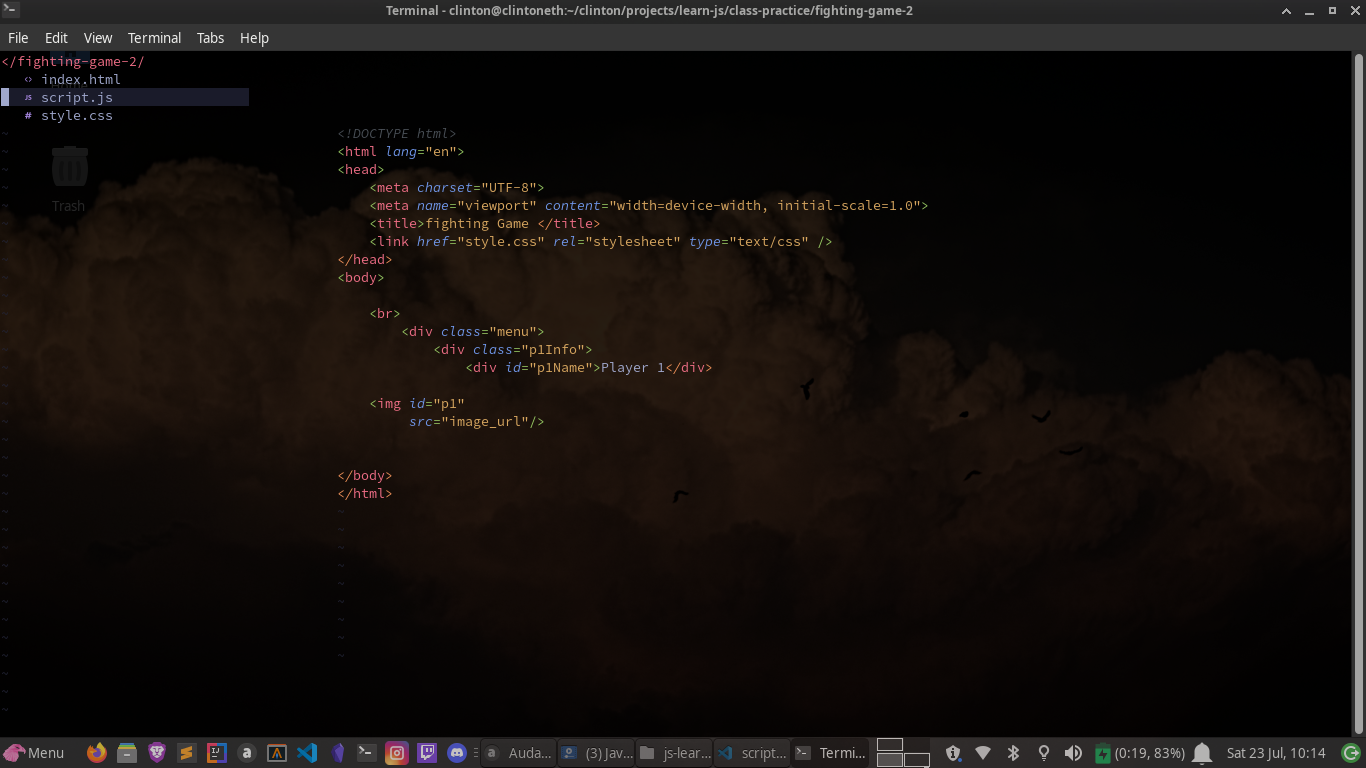 Terminal - clinton@clintoneth:~/clinton/projects/learn-js/class-practice/fighting-game-2
File Edit View Terminal Tabs Help
</fighting-game-2/
<> index.html
JS script.js
# style.css
Trash
<!DOCTYPE html>
<html lang="en">
<head>
<meta charset="UTF-8">
<meta name="viewport" content="width=device-width, initial-scale=1.0">
<title>fighting Game </title>
<link href="style.css" rel="stylesheet" type="text/css" />
</head>
<body>
<br>
<div class="menu">
<div class="p1Info">
<div id="p1Name">Player 1</div>
<img id="p1"
src="image_url"/>
</body>
</html>
Menu
Auda...
(3) Jav...
js-lear...
script...
Termi...
(0:19, 83%)
Sat 23 Jul, 10:14